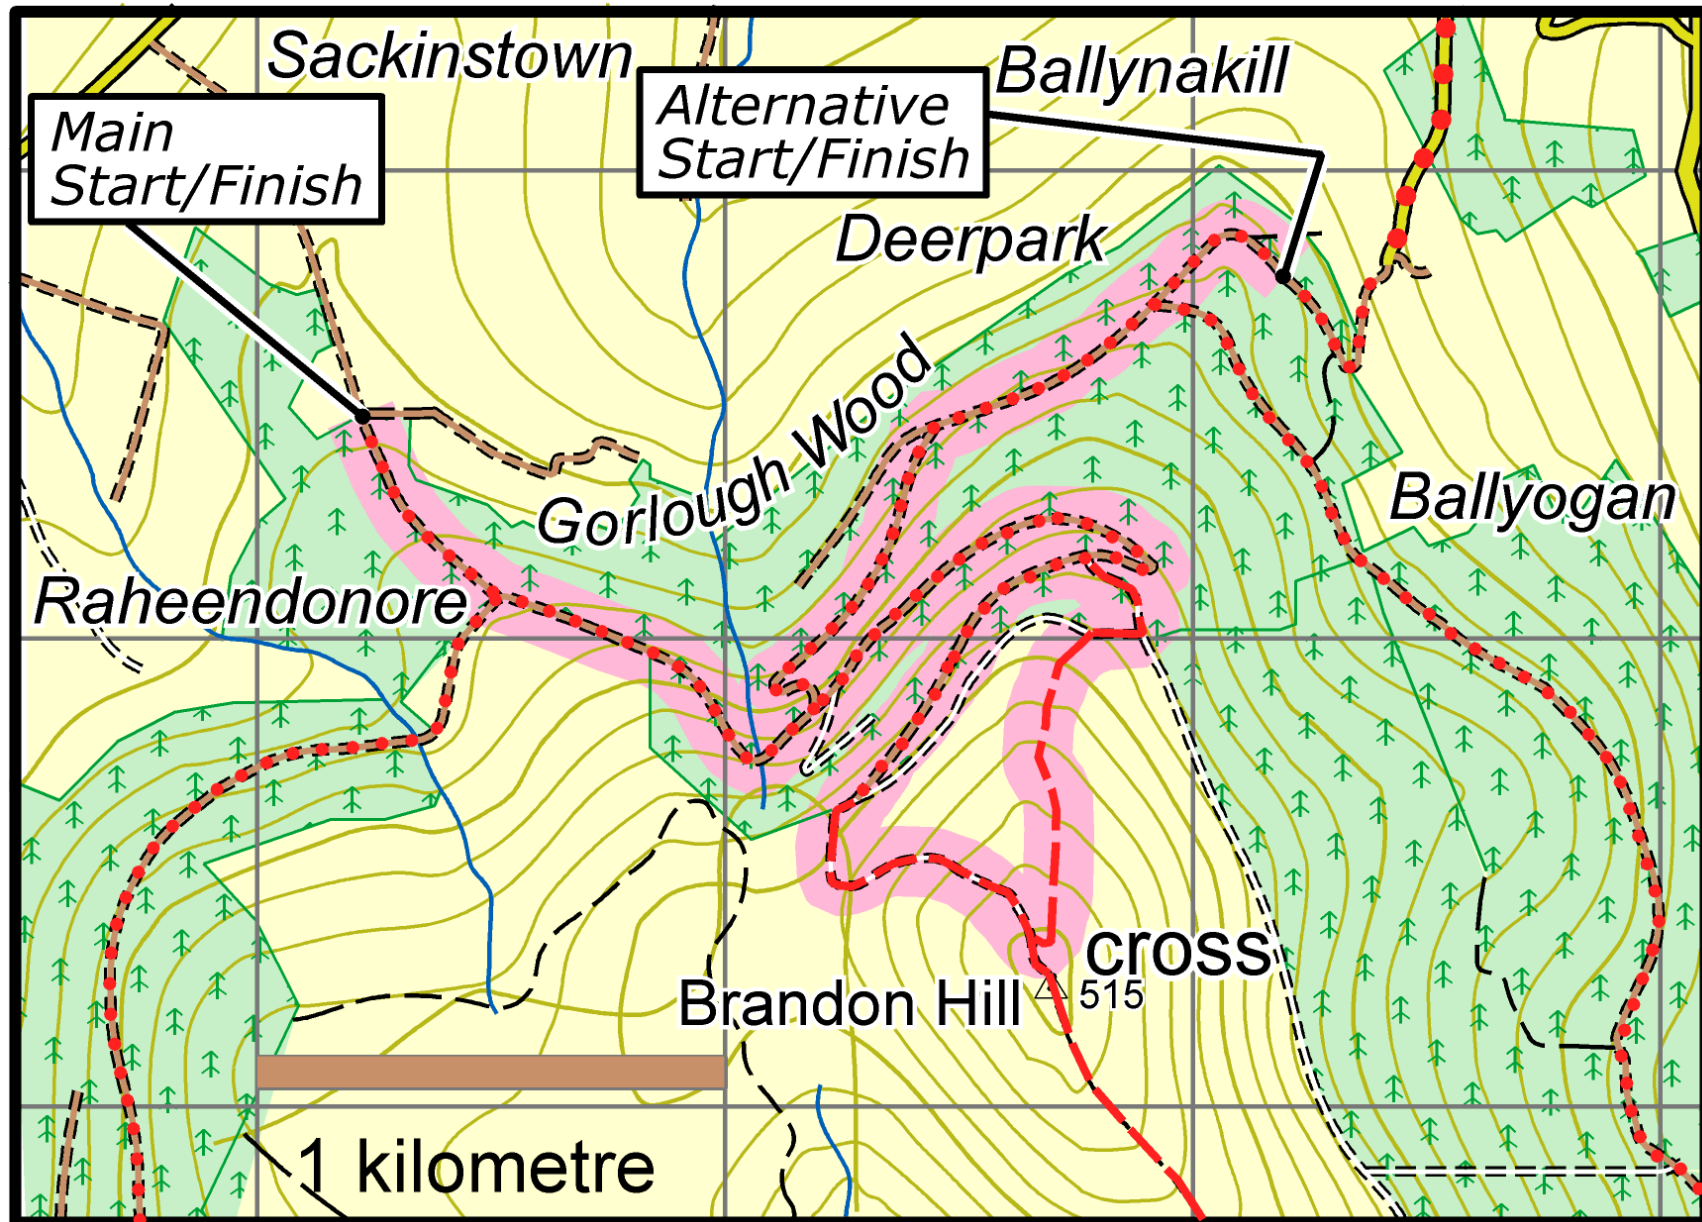 Sackinstown
Ballynakill
Main
Start/Finish
Alternative
Start/Finish
Deerpark
Gorlough Wood
Ballyogan
Raheendonore
cross
Brandon Hill
515
1 kilometre